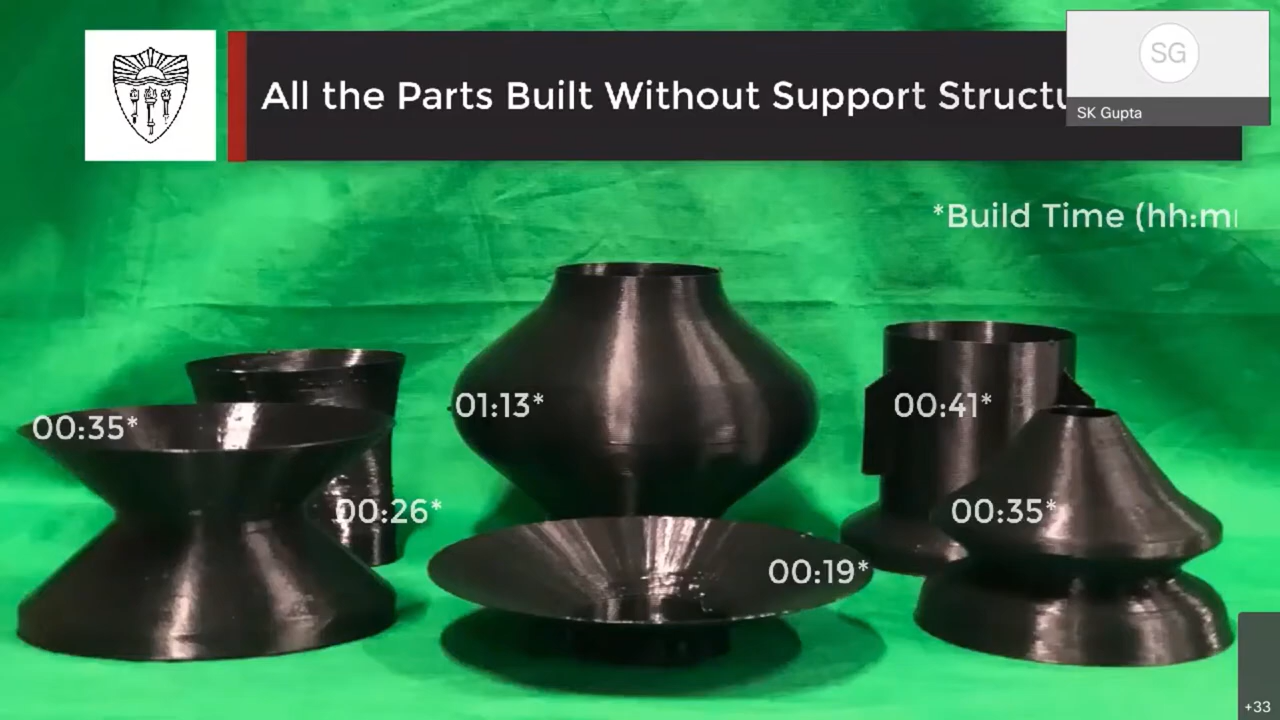 All the Parts Built Without Support Structu
SG
SK Gupta
*Build Time (hh:m
01:13*
00:41*
00:35*
00:26*
00:35*
00:19*
+33